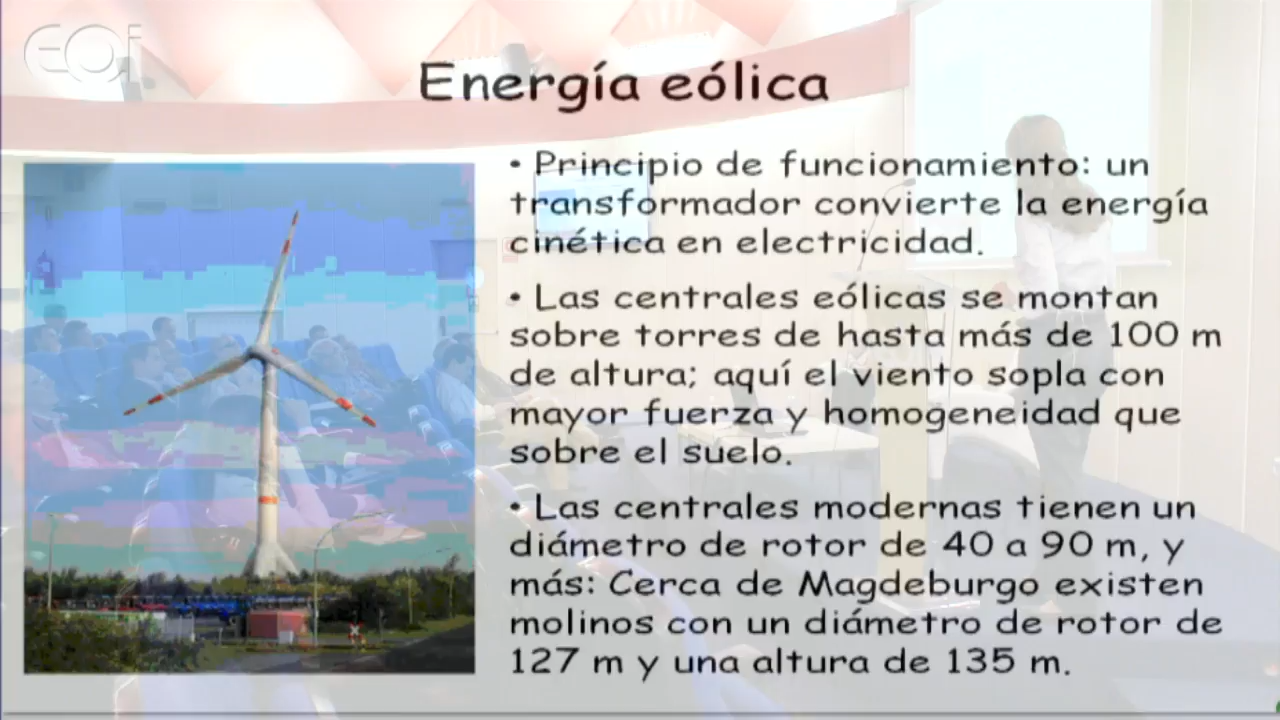 EOi
Energía eólica
• Principio de funcionamiento: un
transformador convierte la energía
cinética en electricidad.
• Las centrales eólicas se montan
sobre torres de hasta más de 100 m
de altura; aquí el viento sopla con
mayor fuerza y homogeneidad que
sobre el suelo.
• Las centrales modernas tienen un
diámetro de rotor de 40 a 90 m, y
más: Cerca de Magdeburgo existen
molinos con un diámetro de rotor de
127 m y una altura de 135 m.